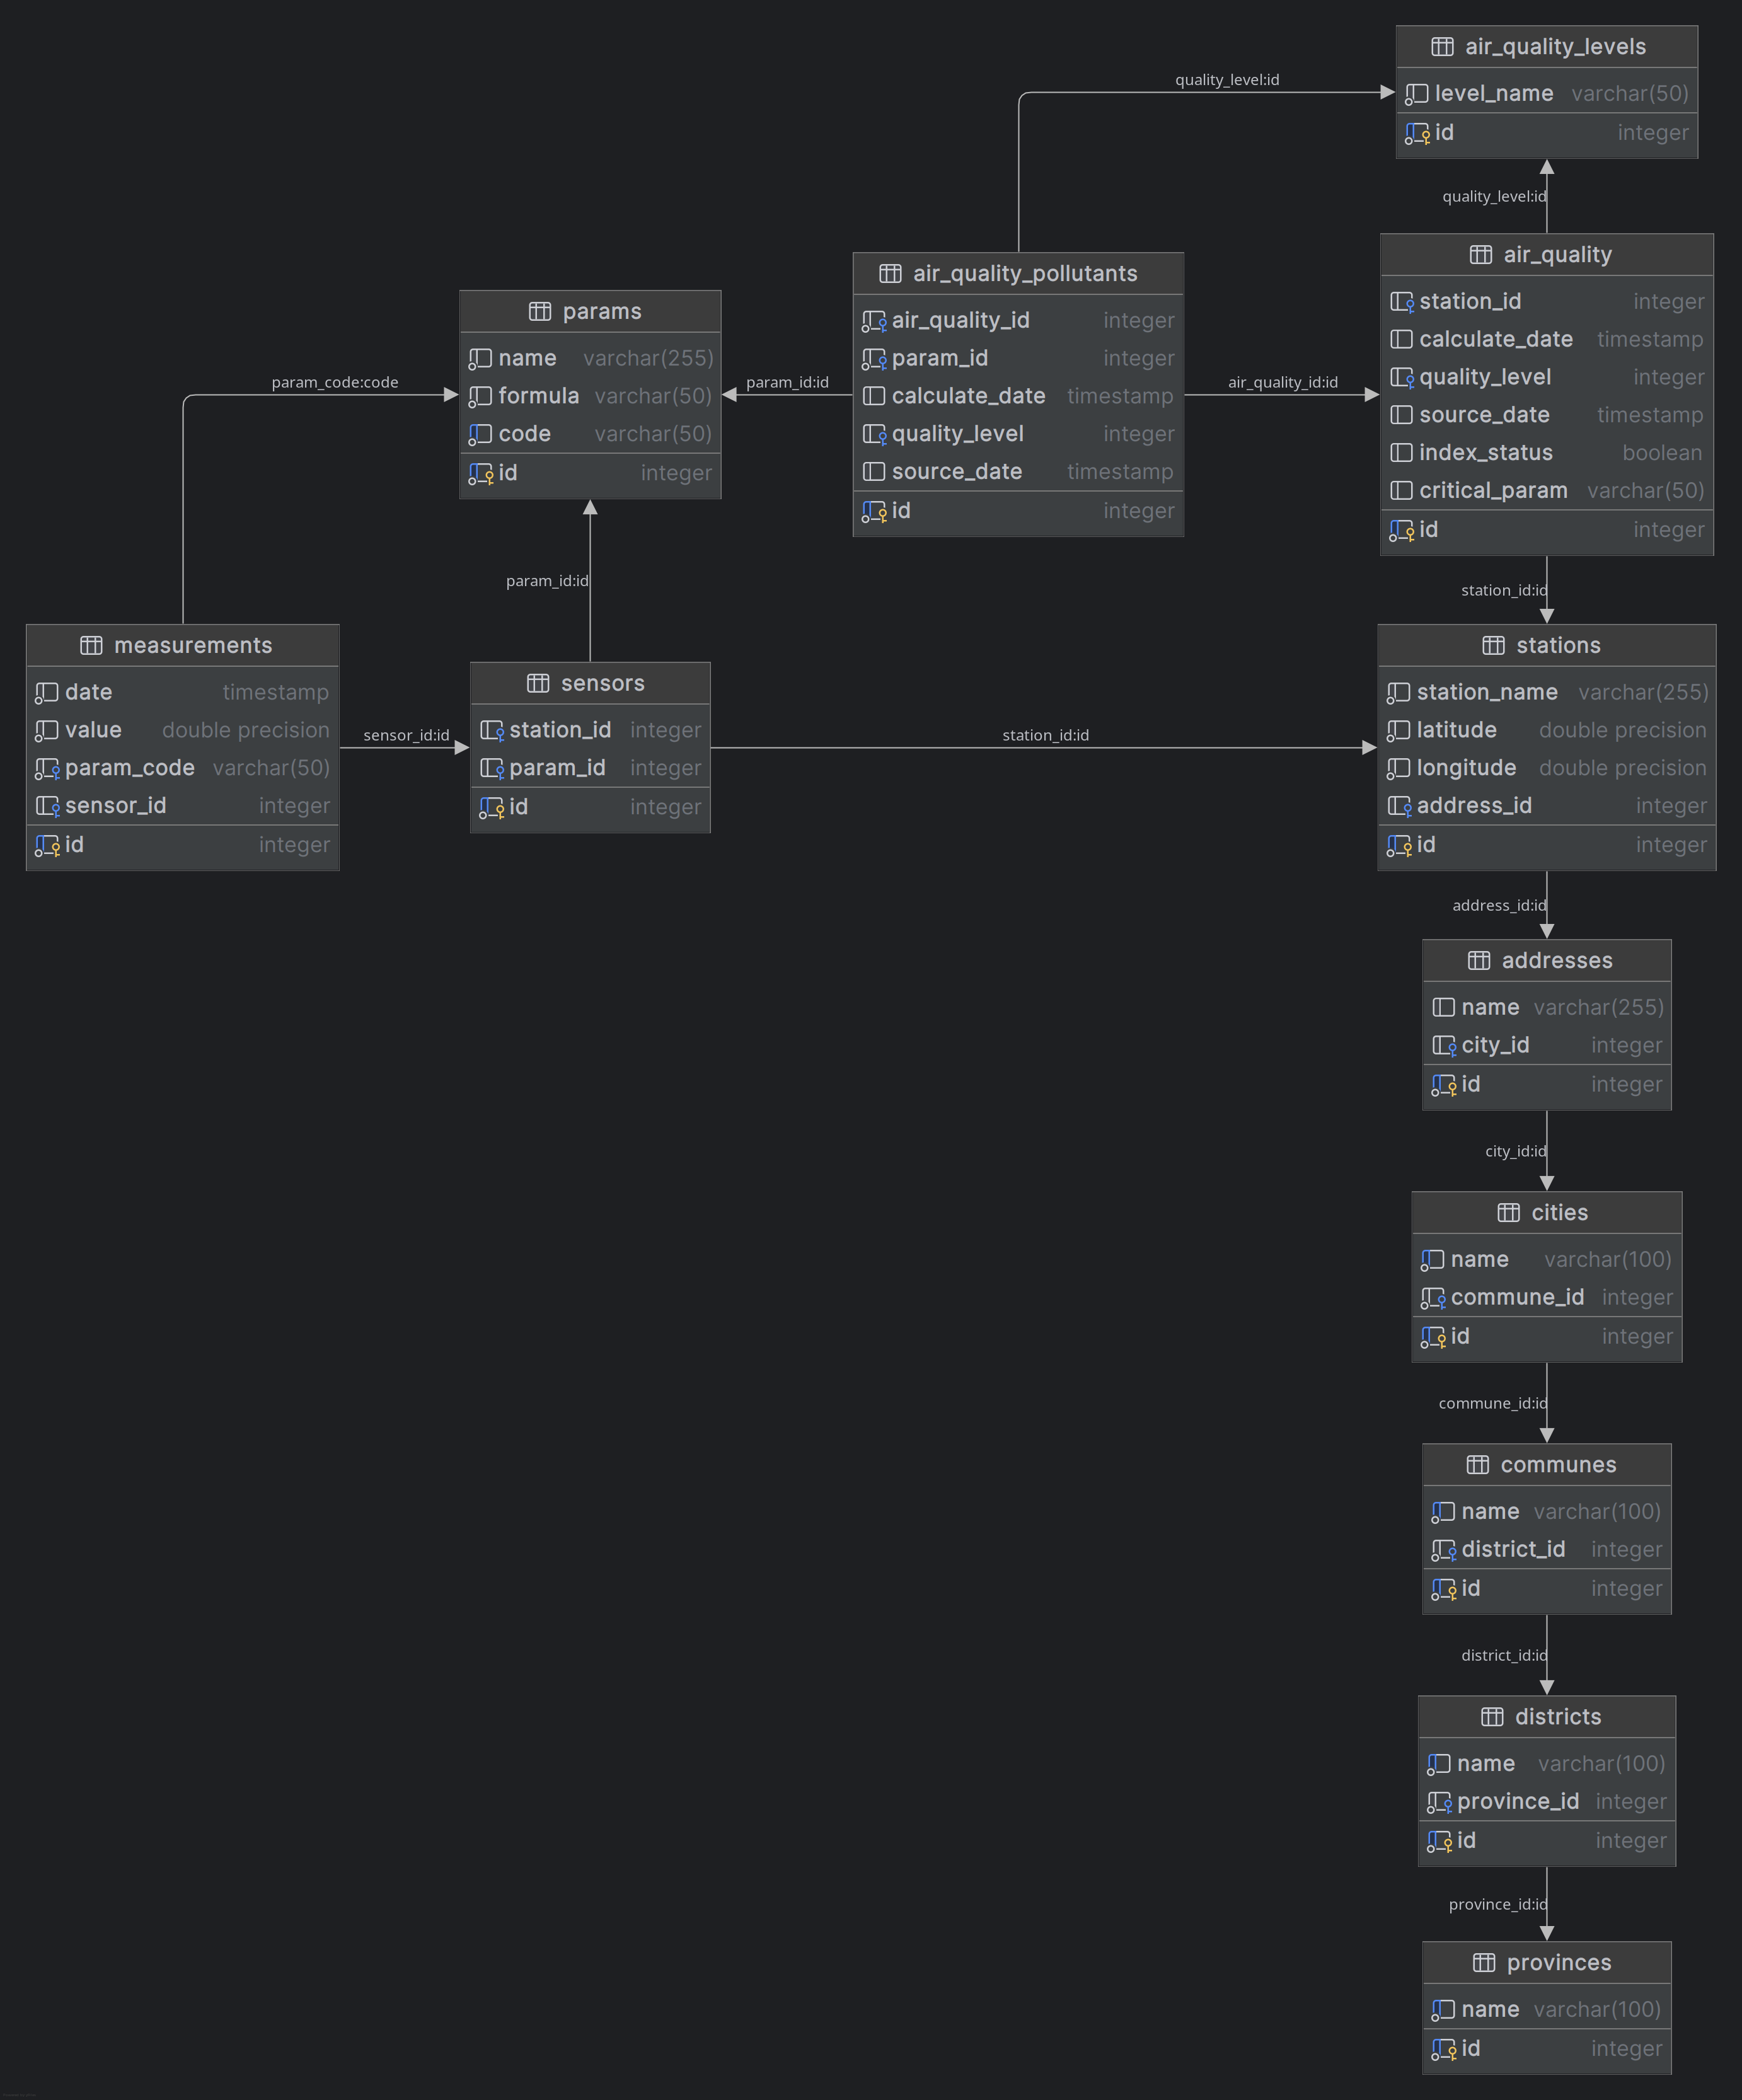 air_quality_levels
level_name varchar(50)
id integer
quality_level:id
quality_level:id
air_quality
station_id integer
calculate_date timestamp
quality_level integer
source_date timestamp
index_status boolean
critical_param varchar(50)
id integer
air_quality_pollutants
air_quality_id integer
param_id integer
calculate_date timestamp
quality_level integer
source_date timestamp
id integer
params
name varchar(255)
formula varchar(50)
code varchar(50)
id integer
param_code:code
param_id:id
air_quality_id:id
param_id:id
station_id:id
measurements
date timestamp
value double precision
param_code varchar(50)
sensor_id integer
id integer
sensor_id:id
sensors
station_id integer
param_id integer
id integer
station_id:id
stations
station_name varchar(255)
latitude double precision
longitude double precision
address_id integer
id integer
address_id:id
addresses
name varchar(255)
city_id integer
id integer
city_id:id
cities
name varchar(100)
commune_id integer
id integer
commune_id:id
communes
name varchar(100)
district_id integer
id integer
district_id:id
districts
name varchar(100)
province_id integer
id integer
province_id:id
provinces
name varchar(100)
id integer